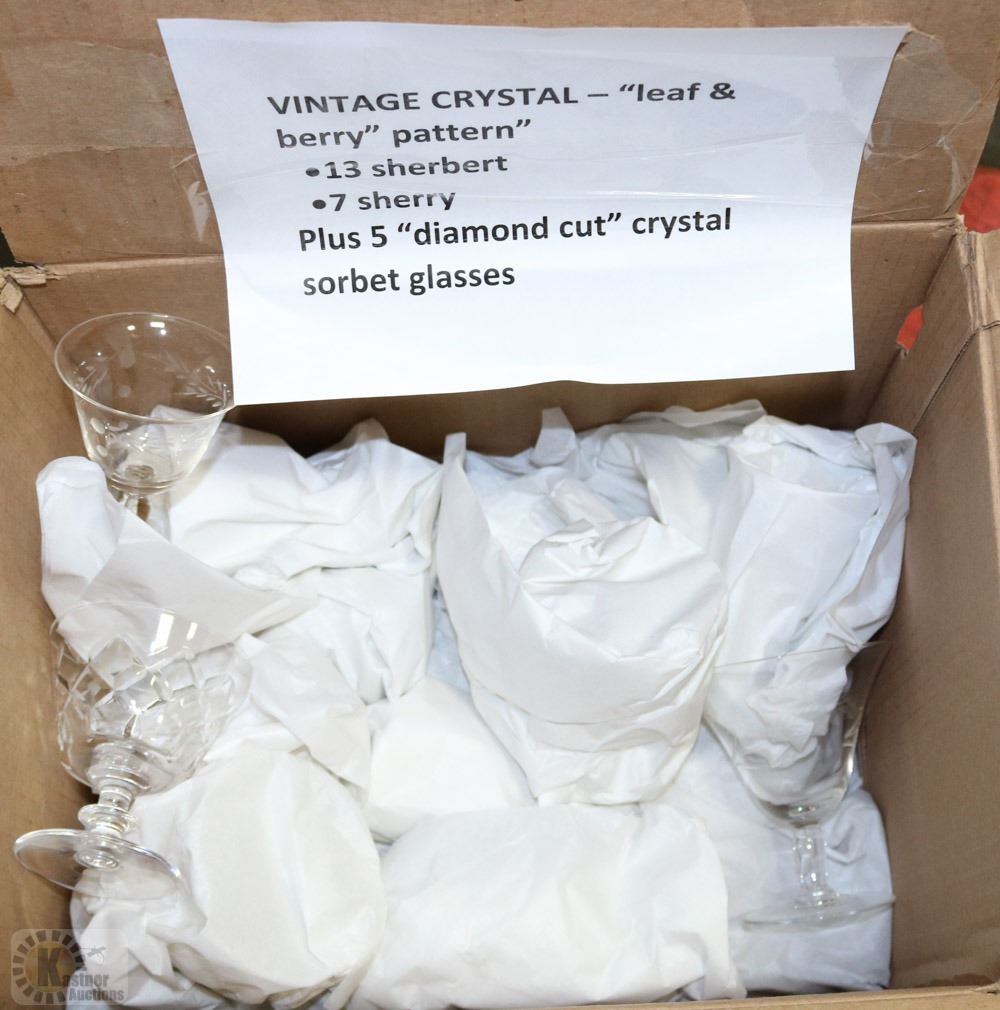 VINTAGE CRYSTAL – “leaf &
berry” pattern”
•13 sherbert
•7 sherry
Plus 5 “diamond cut” crystal
sorbet glasses
Kastner
Auctions